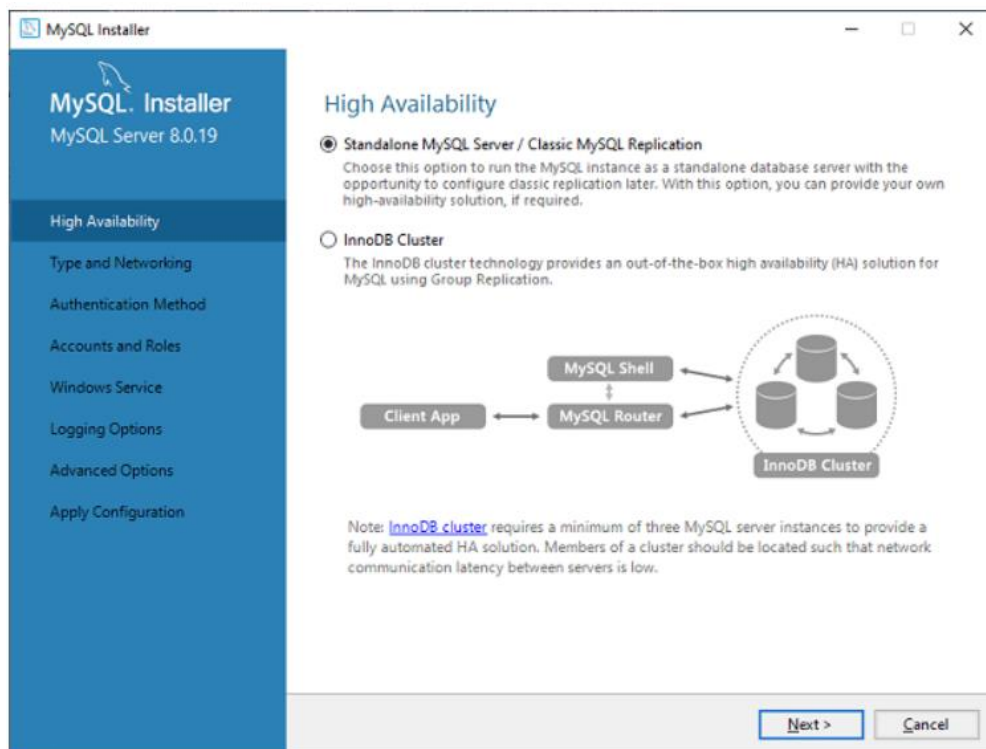 MySQL Installer
MySQL. Installer
MySQL Server 8.0.19
High Availability
Type and Networking
Authentication Method
Accounts and Roles
Windows Service
Logging Options
Advanced Options
Apply Configuration
High Availability
Standalone MySQL Server / Classic MySQL Replication
Choose this option to run the MySQL instance as a standalone database server with the
opportunity to configure classic replication later. With this option, you can provide your own
high-availability solution, if required.
InnoDB Cluster
The InnoDB cluster technology provides an out-of-the-box high availability (HA) solution for
MySQL using Group Replication.
MySQL Shell
Client App
MySQL Router
InnoDB Cluster
Note: InnoDB cluster requires a minimum of three MySQL server instances to provide a
fully automated HA solution. Members of a cluster should be located such that network
communication latency between servers is low.
Next >
Cancel